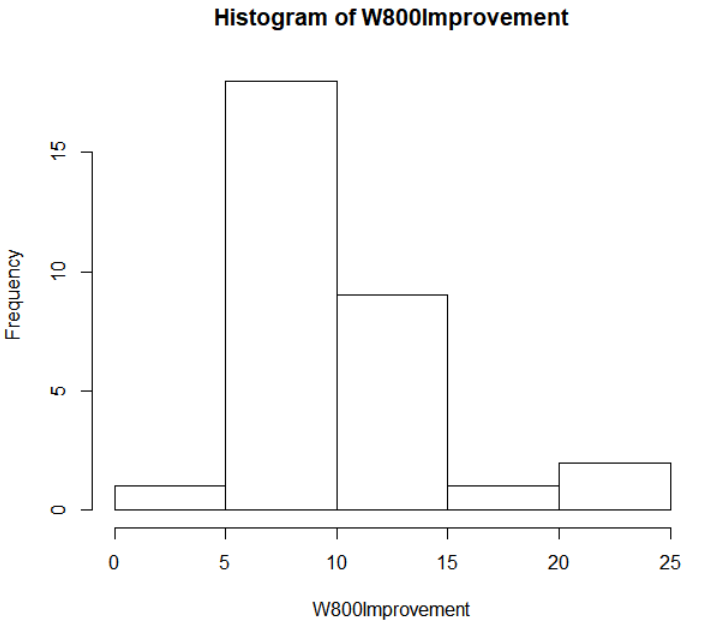 Histogram of W800Improvement
Frequency
15
10
5
0
0 5 10 15 20 25
W800Improvement